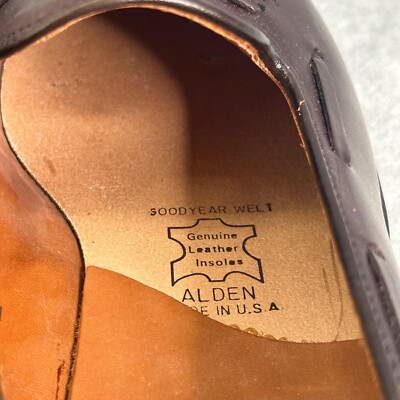 GOODYEAR WELT
Genuine
Leather
Insoles
ALDEN
DE IN U.S.A.